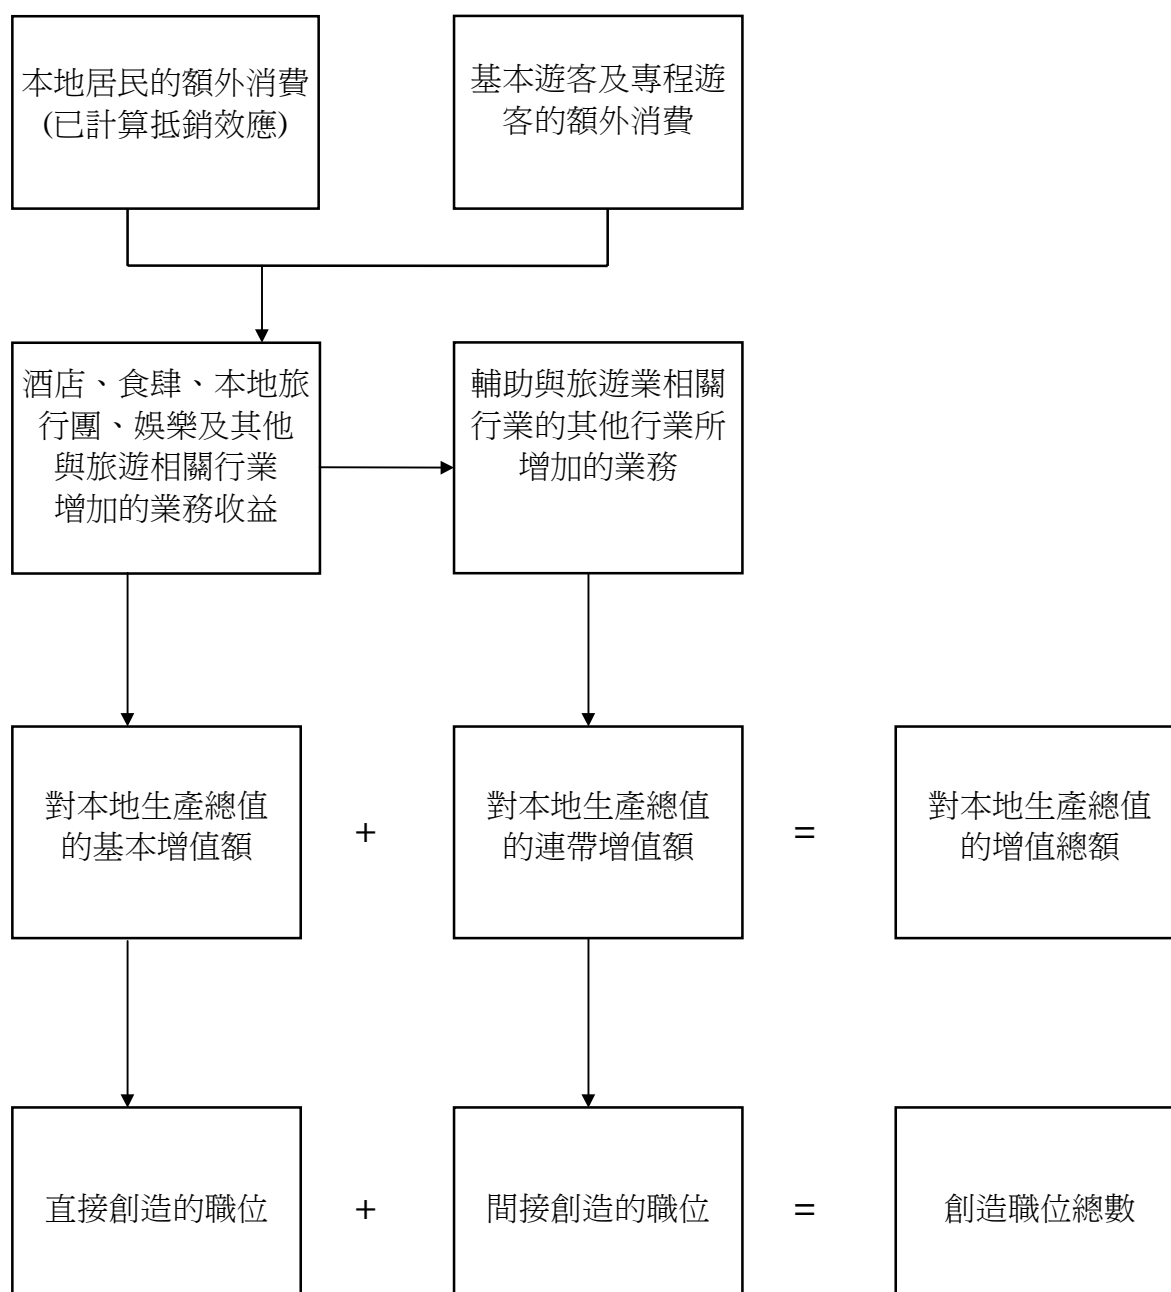 本地居民的額外消費
(已計算抵銷效應)
基本遊客及專程遊
客的額外消費
酒店、食肆、本地旅
行團、娛樂及其他
與旅遊相關行業
增加的業務收益
輔助與旅遊業相關
行業的其他行業所
增加的業務
對本地生產總值
的基本增值額
+
對本地生產總值
的連帶增值額
=
對本地生產總值
的增值總額
直接創造的職位
+
間接創造的職位
=
創造職位總數